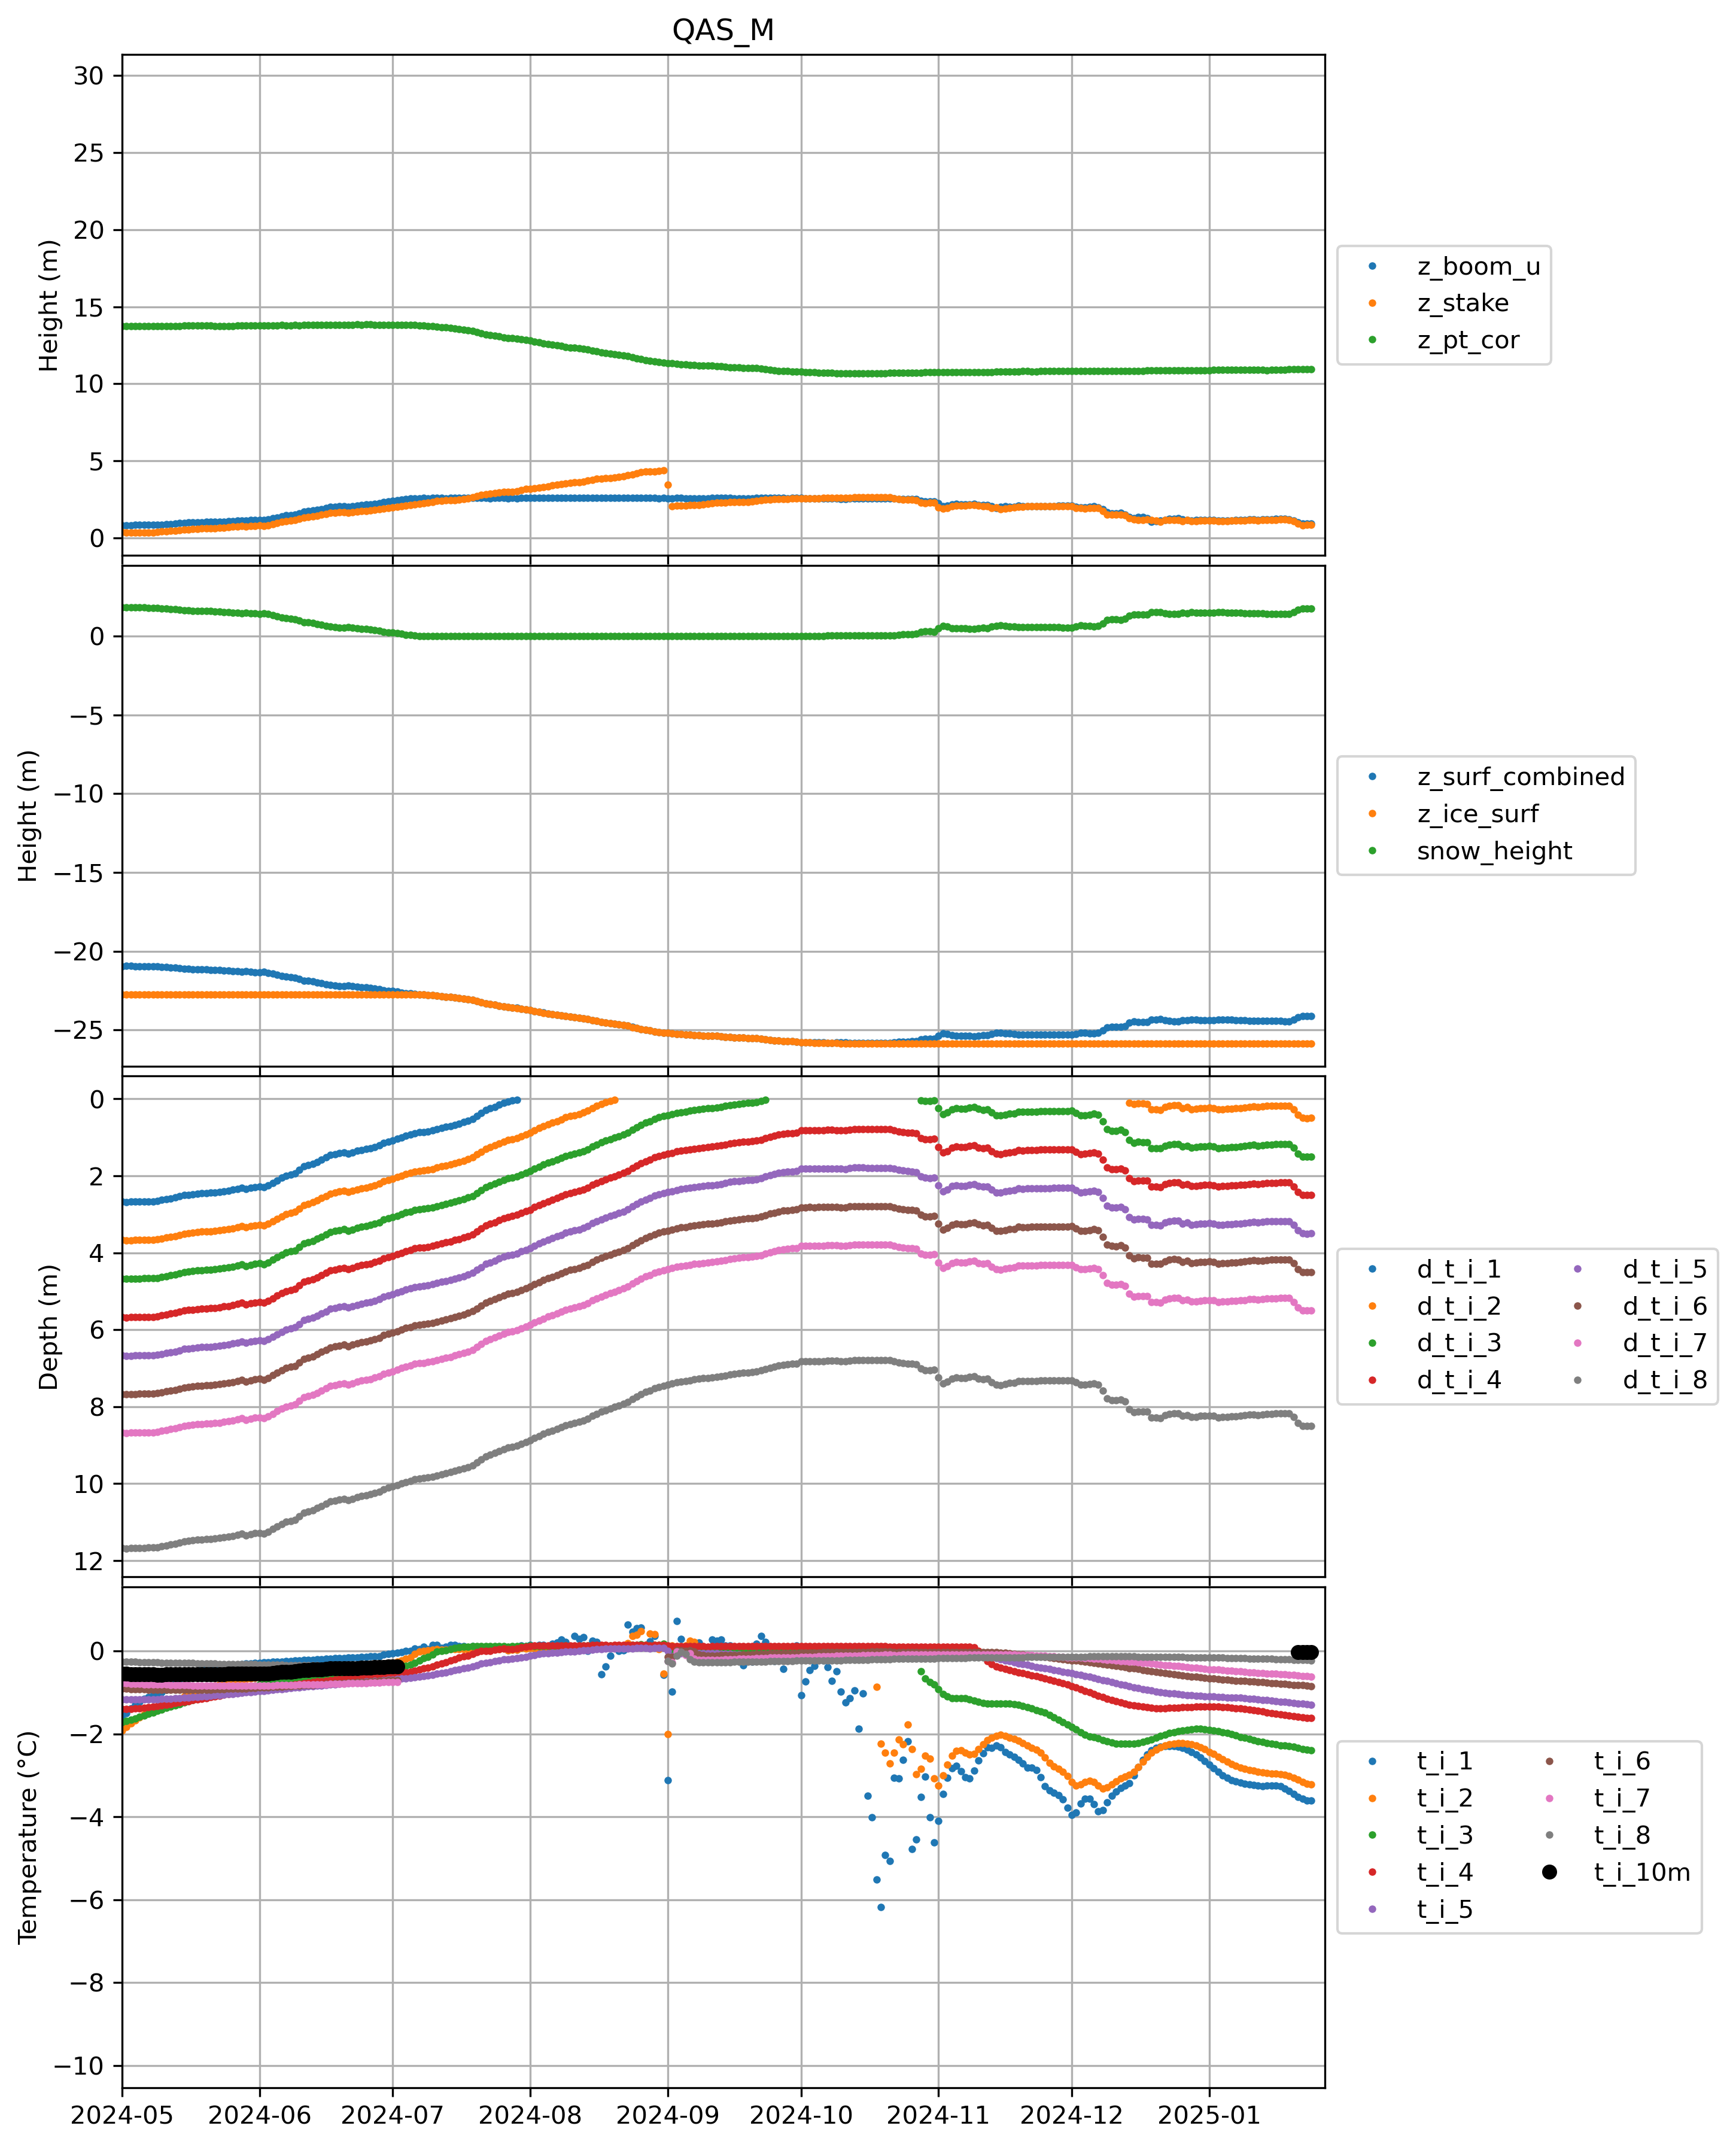 QAS_M
30
25
20
15
10
5
0
Height (m)
z_boom_u
z_stake
z_pt_cor
0
−5
−10
−15
−20
−25
Height (m)
z_surf_combined
z_ice_surf
snow_height
0
2
4
6
8
10
12
Depth (m)
d_t_i_1
d_t_i_2
d_t_i_3
d_t_i_4
d_t_i_5
d_t_i_6
d_t_i_7
d_t_i_8
0
−2
−4
−6
−8
−10
Temperature (°C)
t_i_1
t_i_2
t_i_3
t_i_4
t_i_5
t_i_6
t_i_7
t_i_8
t_i_10m
2024-05 2024-06 2024-07 2024-08 2024-09 2024-10 2024-11 2024-12 2025-01